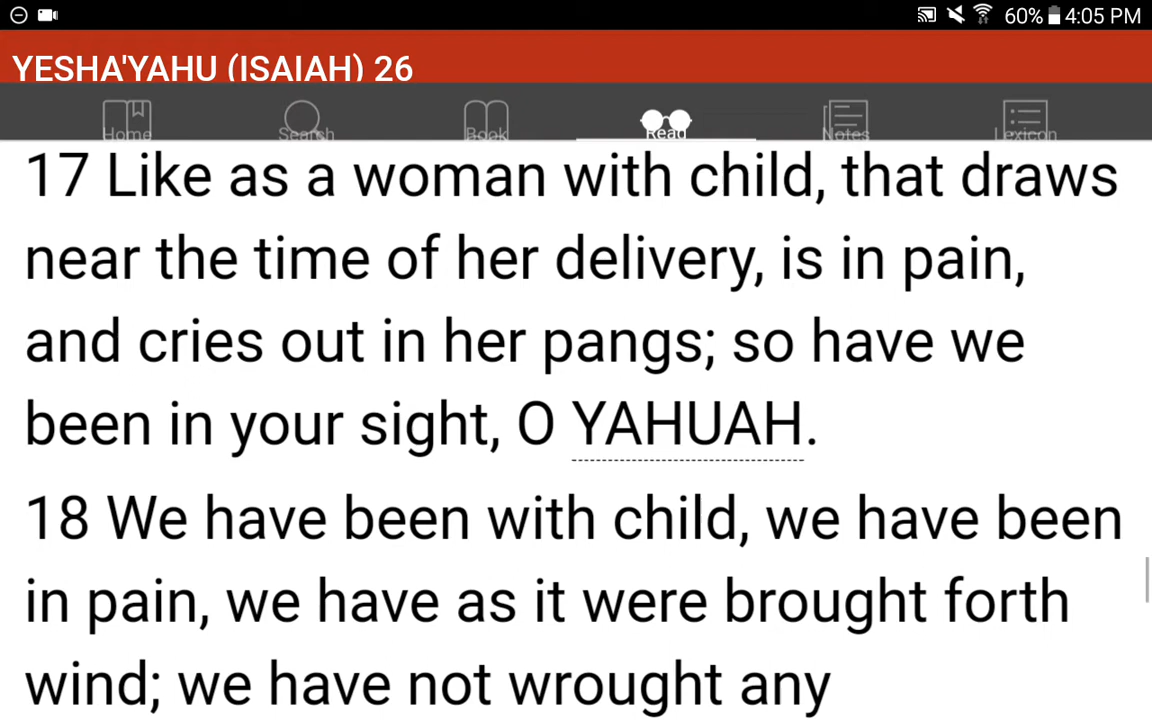 60% 4:05 PM
YESHA'YAHU (ISAIAH) 26
Home Search Book Read Notes Lexicon
17 Like as a woman with child, that draws
near the time of her delivery, is in pain,
and cries out in her pangs; so have we
been in your sight, O YAHUAH.
18 We have been with child, we have been
in pain, we have as it were brought forth
wind; we have not wrought any